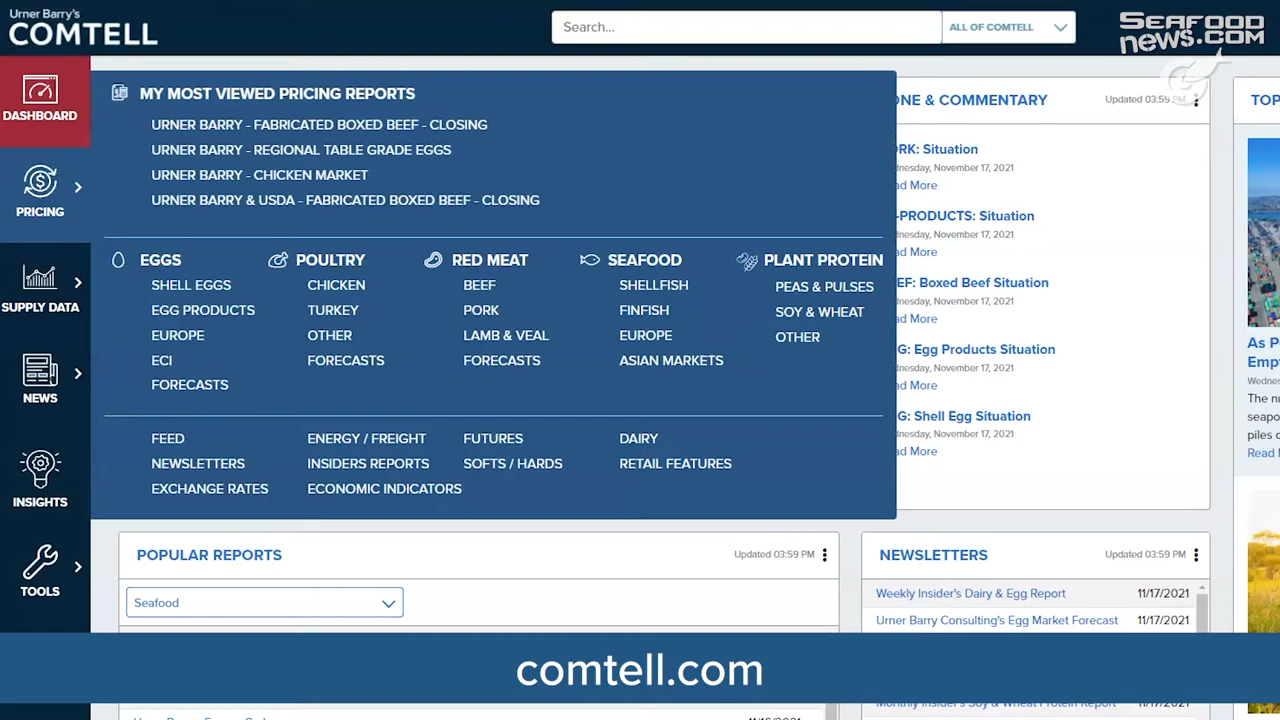 Urner Barry's
COMTELL
Search...
ALL OF COMTELL
SEAFOOD
NEWS.COM
DASHBOARD
PRICING
SUPPLY DATA
NEWS
INSIGHTS
TOOLS
MY MOST VIEWED PRICING REPORTS
URNER BARRY - FABRICATED BOXED BEEF - CLOSING
URNER BARRY - REGIONAL TABLE GRADE EGGS
URNER BARRY - CHICKEN MARKET
URNER BARRY & USDA - FABRICATED BOXED BEEF - CLOSING
EGGS
SHELL EGGS
EGG PRODUCTS
EUROPE
ECI
FORECASTS
POULTRY
CHICKEN
TURKEY
OTHER
FORECASTS
RED MEAT
BEEF
PORK
LAMB & VEAL
FORECASTS
SEAFOOD
SHELLFISH
FINFISH
EUROPE
ASIAN MARKETS
PLANT PROTEIN
PEAS & PULSES
SOY & WHEAT
OTHER
FEED
NEWSLETTERS
EXCHANGE RATES
ENERGY / FREIGHT
INSIDERS REPORTS
ECONOMIC INDICATORS
FUTURES
SOFTS / HARDS
DAIRY
RETAIL FEATURES
NE & COMMENTARY
Updated 03:59 PM
RK: Situation
nesday, November 17, 2021
ad More
-PRODUCTS: Situation
nesday, November 17, 2021
ad More
EF: Boxed Beef Situation
nesday, November 17, 2021
ad More
G: Egg Products Situation
nesday, November 17, 2021
ad More
G: Shell Egg Situation
nesday, November 17, 2021
ad More
TOP
As P
Empt
Wednes
The nu
seapo
piles c
Read M
POPULAR REPORTS
Updated 03:59 PM
Seafood
NEWSLETTERS
Updated 03:59 PM
Weekly Insider's Dairy & Egg Report 11/17/2021
Urner Barry Consulting's Egg Market Forecast 11/17/2021
comtell.com
Monthly Insider's Soy & Wheat Protein Report